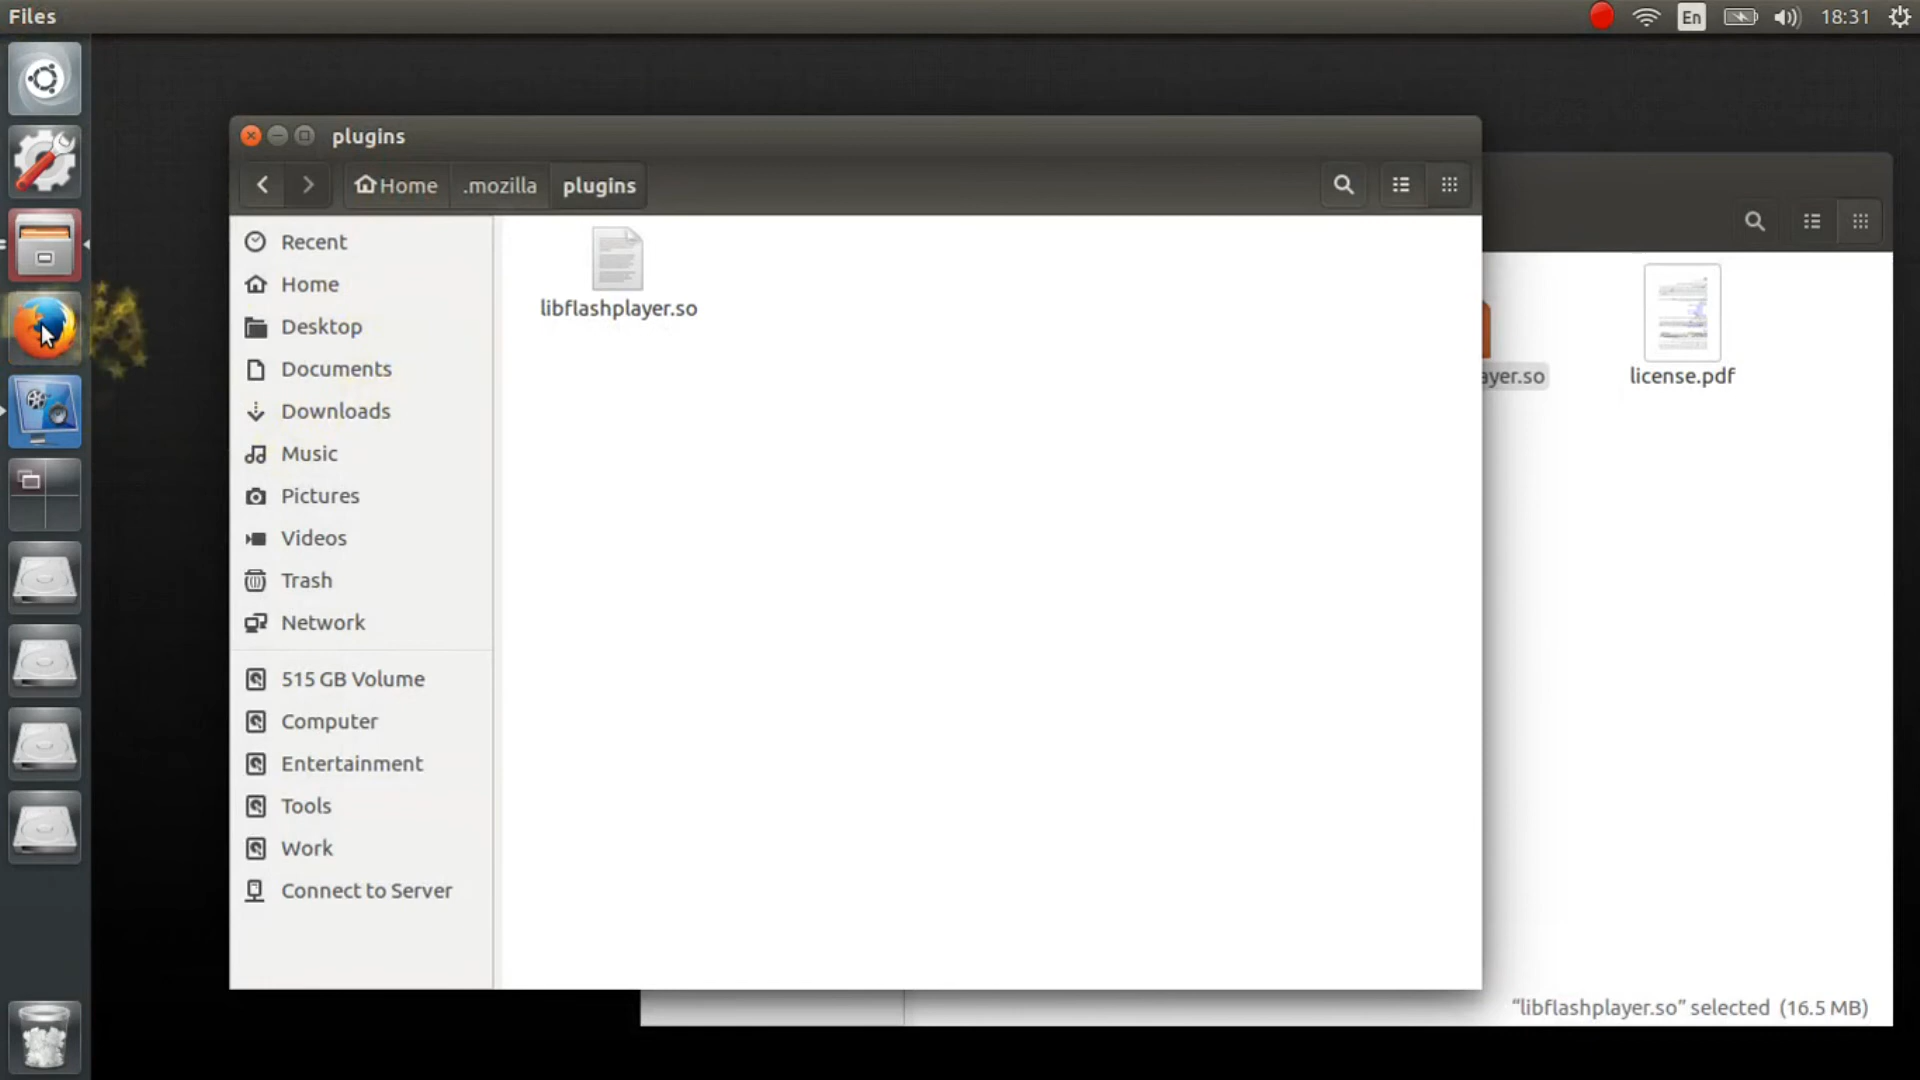 Files
En
18:31
plugins
Home
.mozilla
plugins
Recent
Home
Desktop
Documents
Downloads
Music
Pictures
Videos
Trash
Network
515 GB Volume
Computer
Entertainment
Tools
Work
Connect to Server
libflashplayer.so
ayer.so
license.pdf
“libflashplayer.so” selected (16.5 MB)